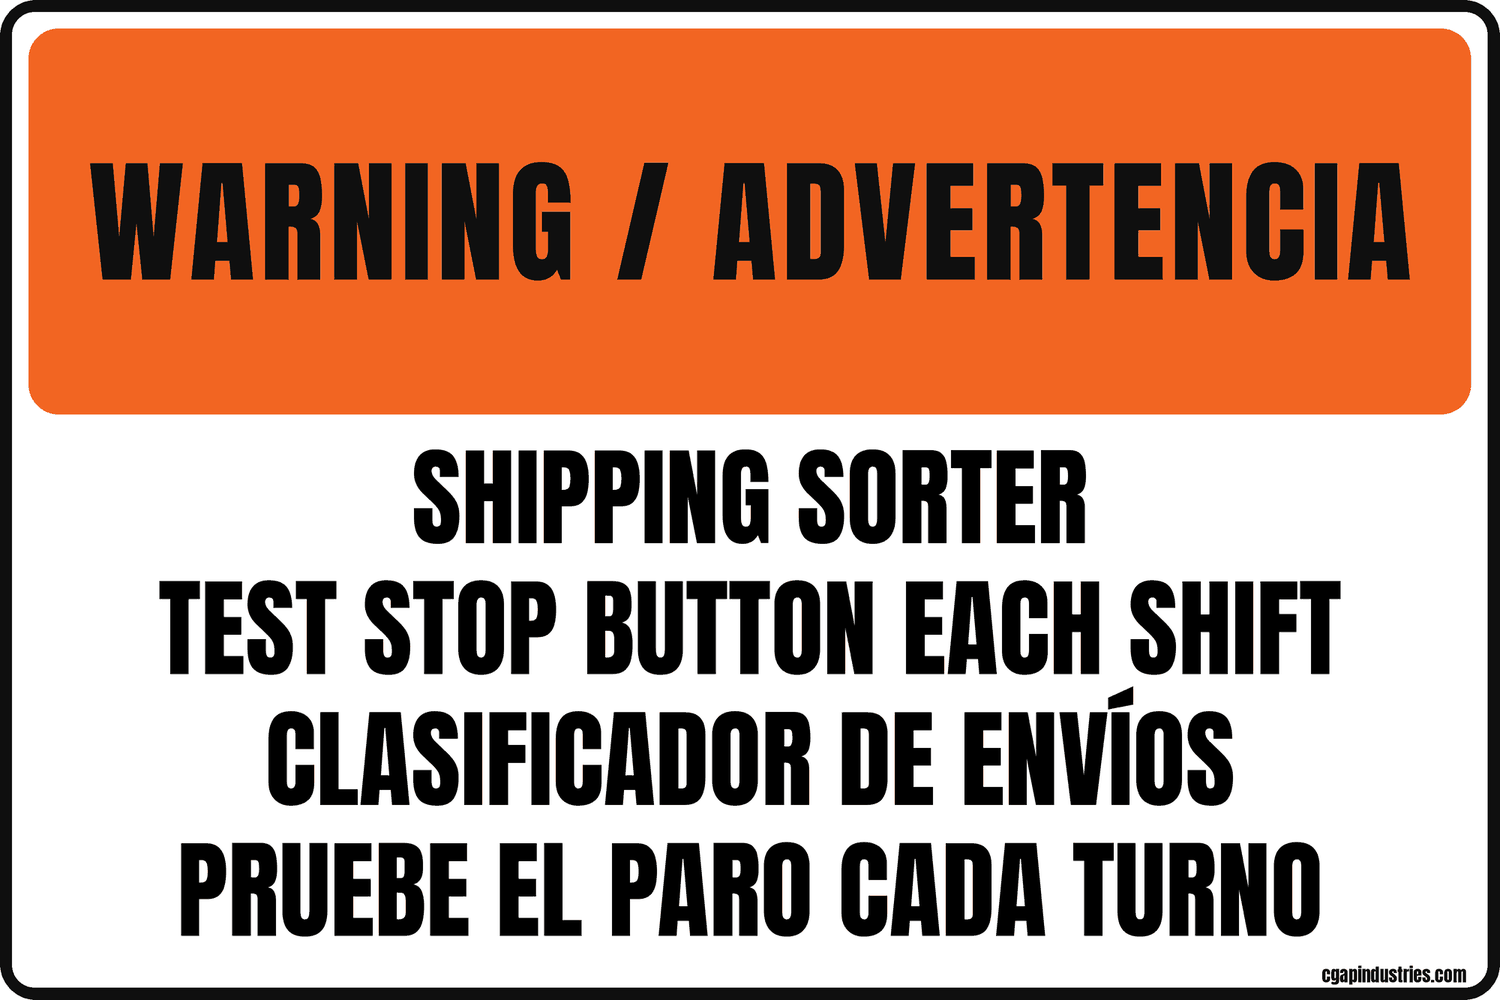 WARNING / ADVERTENCIA
SHIPPING SORTER
TEST STOP BUTTON EACH SHIFT
CLASIFICADOR DE ENVÍOS
PRUEBE EL PARO CADA TURNO
cgapindustries.com